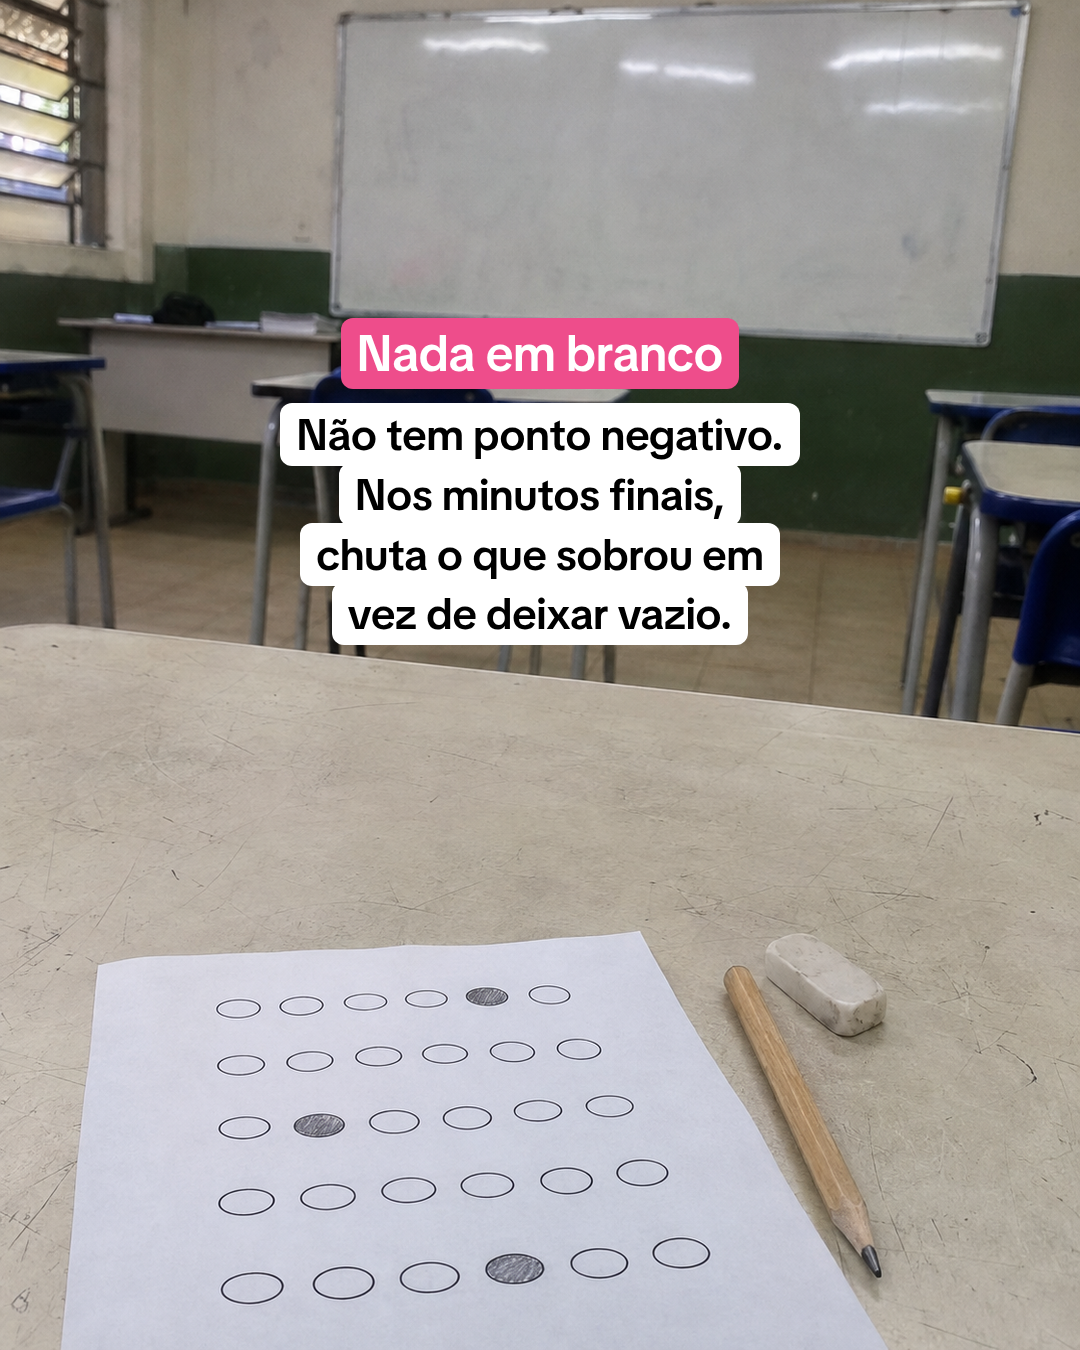 Nada em branco
Não tem ponto negativo.
Nos minutos finais,
chuta o que sobrou em
vez de deixar vazio.